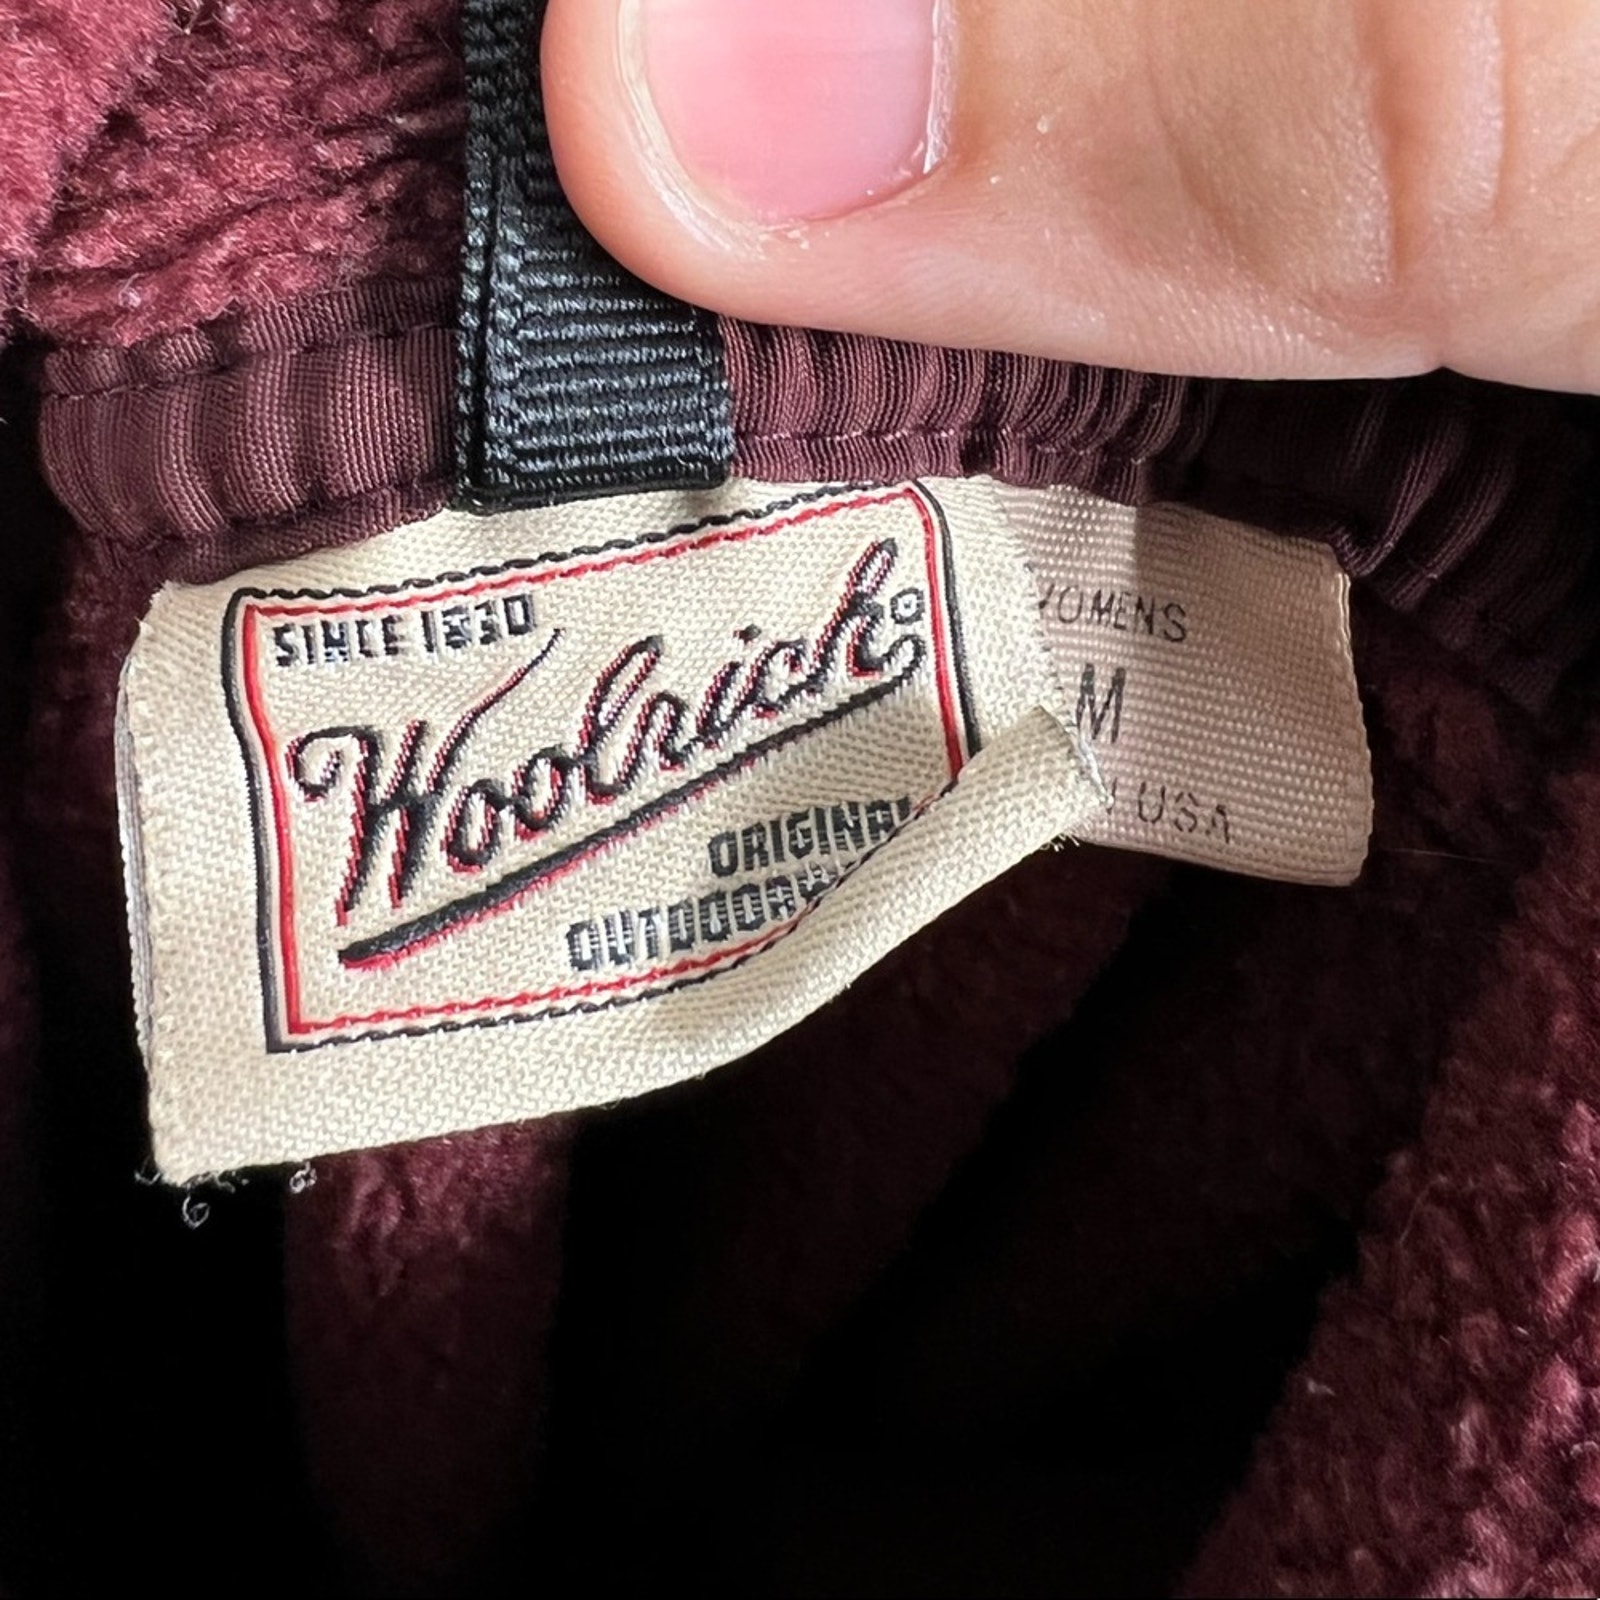 SINCE 1830
Woolrich®
ORIGINAL
OUTDOOR
WOMENS
M
USA